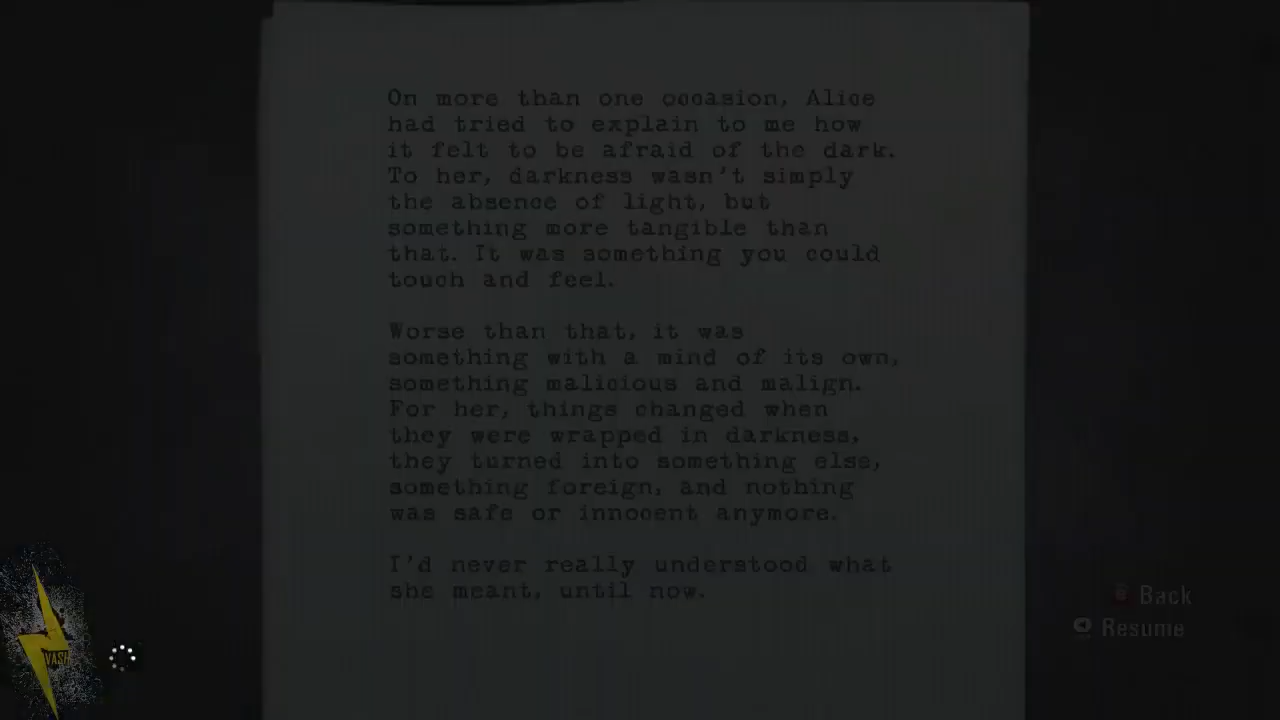 On more than one occasion, Alice
had tried to explain to me how
it felt to be afraid of the dark.
To her, darkness wasn't simply
the absence of light, but
something more tangible than
that. It was something you could
touch and feel.
Worse than that, it was
something with a mind of its own,
something malicious and malign.
For her, things changed when
they were wrapped in darkness,
they turned into something else,
something foreign, and nothing
was safe or innocent anymore.
I'd never really understood what
she meant, until now.
Back
Resume
VASH